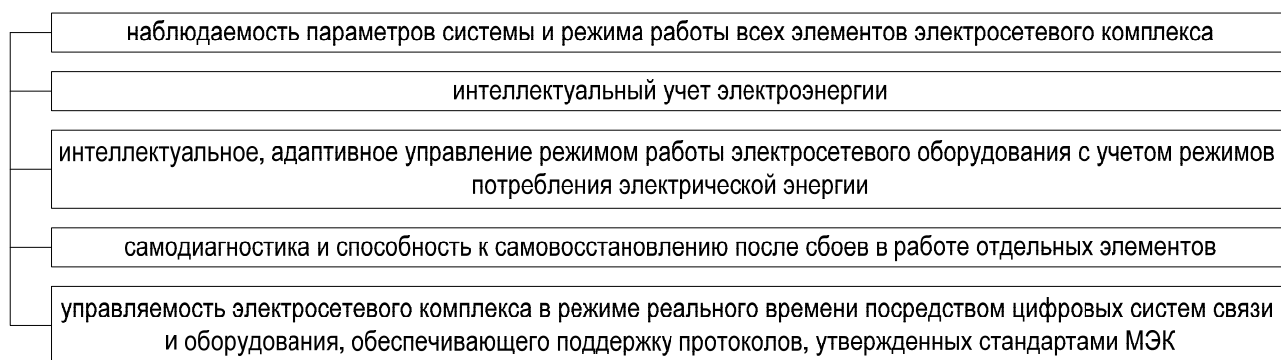 наблюдаемость параметров системы и режима работы всех элементов электросетевого комплекса
интеллектуальный учет электроэнергии
интеллектуальное, адаптивное управление режимом работы электросетевого оборудования с учетом режимов
потребления электрической энергии
самодиагностика и способность к самовосстановлению после сбоев в работе отдельных элементов
управляемость электросетевого комплекса в режиме реального времени посредством цифровых систем связи
и оборудования, обеспечивающего поддержку протоколов, утвержденных стандартами МЭК